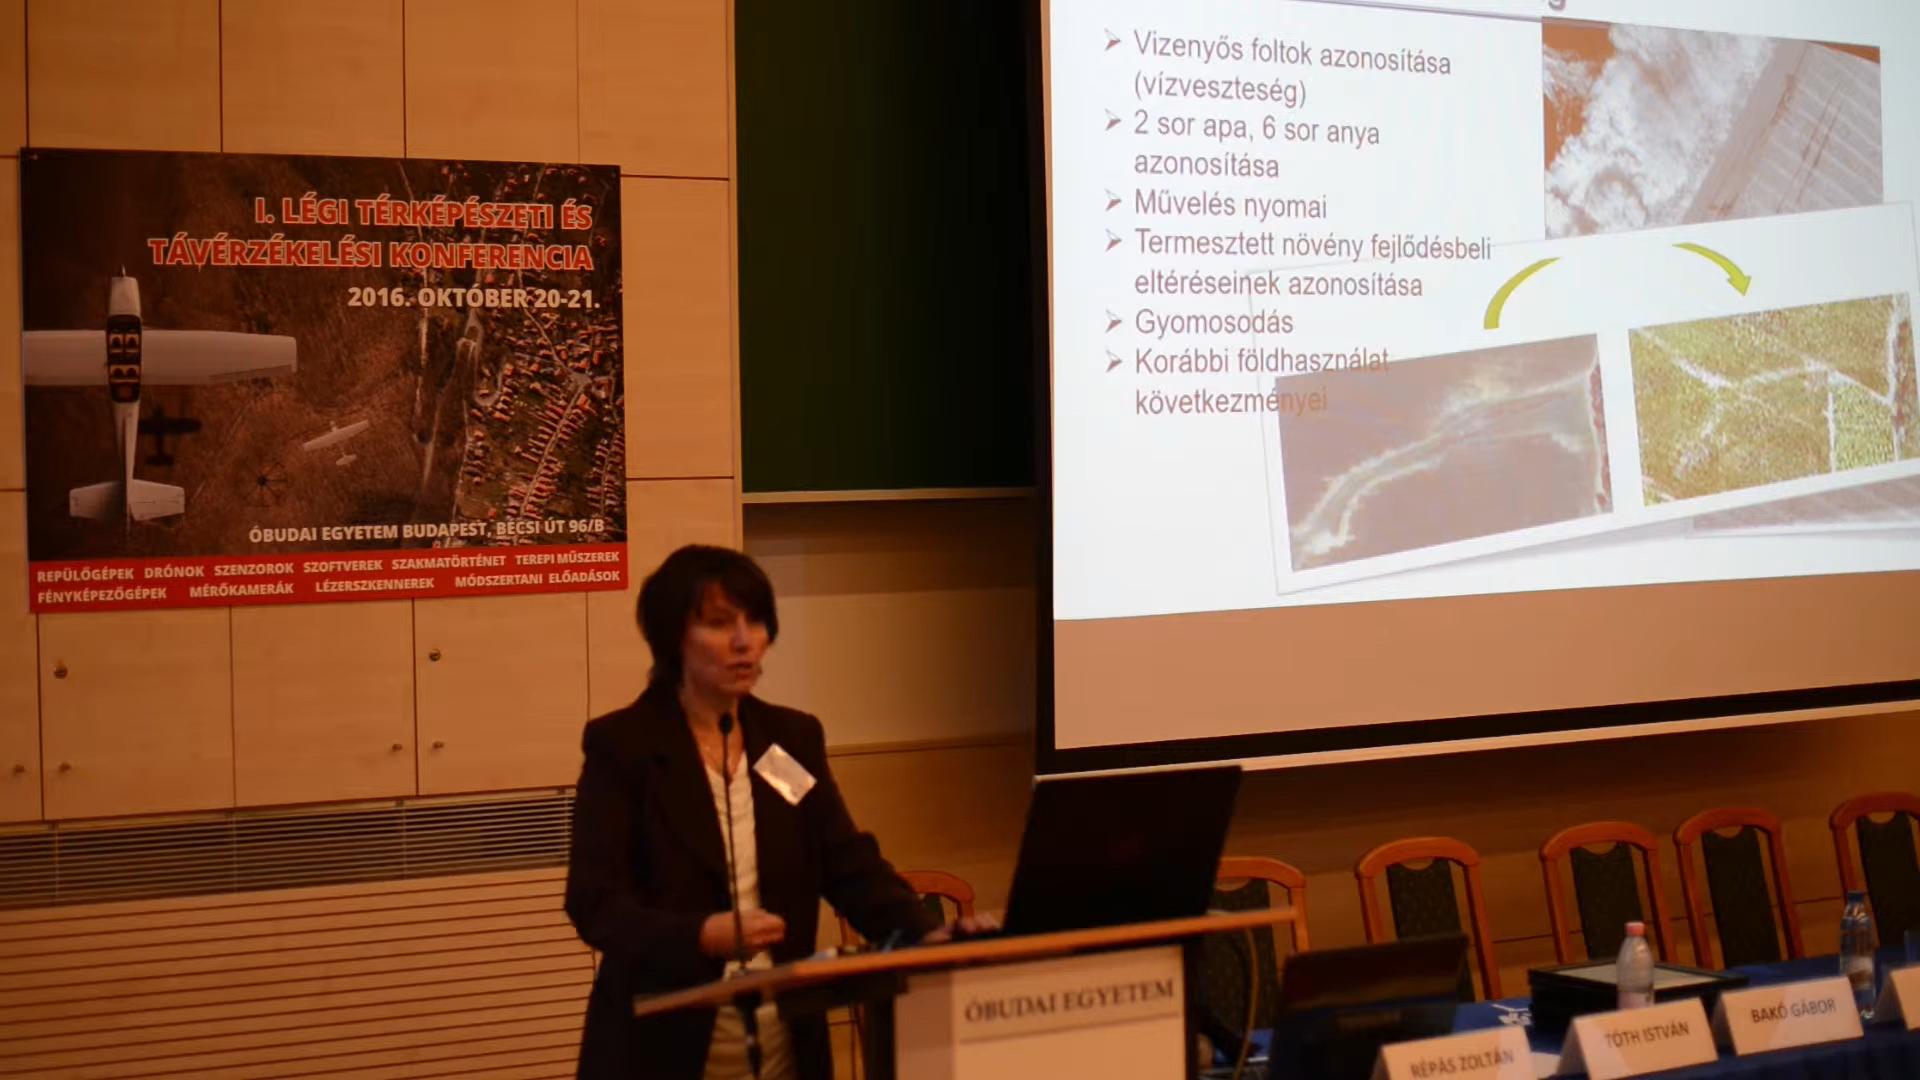 I. LÉGI TÉRKÉPÉSZETI ÉS
TÁVÉRZÉKELÉSI KONFERENCIA
2016. OKTÓBER 20-21.
ÓBUDAI EGYETEM BUDAPEST, BÉCSI ÚT 96/B
REPÜLŐGÉPEK DRÓNOK SZENZOROK SZOFTVEREK SZAKMATÖRTÉNET TEREPI MŰSZEREK
FÉNYKÉPEZŐGÉPEK MÉRŐKAMERÁK LÉZERSZKENNEREK MÓDSZERTANI ELŐADÁSOK
➢ Vizenyős foltok azonosítása
(vízveszteség)
➢ 2 sor apa, 6 sor anya
azonosítása
➢ Művelés nyomai
➢ Termesztett növény fejlődésbeli
eltéréseinek azonosítása
➢ Gyomosodás
➢ Korábbi földhasználat
következményei
ÓBUDAI EGYETEM
RÉPÁS ZOLTÁN
TÓTH ISTVÁN
BAKÓ GÁBOR